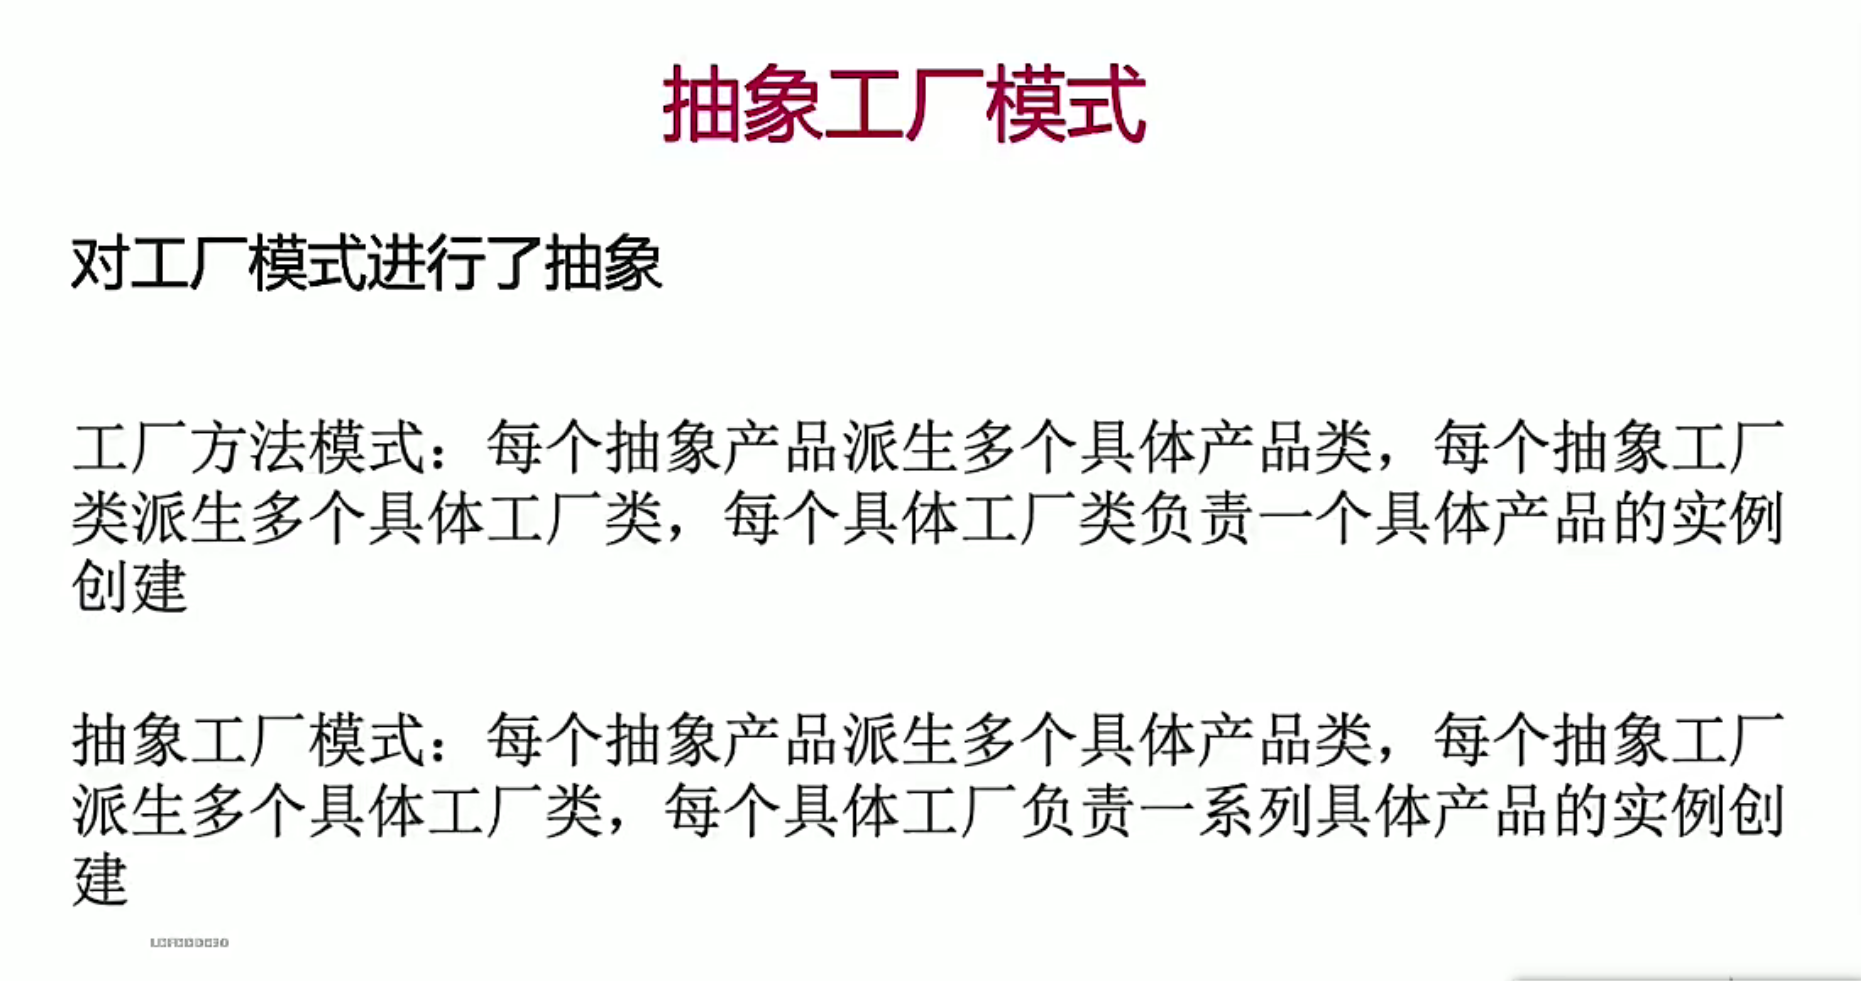 抽象工厂模式
对工厂模式进行了抽象
工厂方法模式：每个抽象产品派生多个具体产品类，每个抽象工厂
类派生多个具体工厂类，每个具体工厂类负责一个具体产品的实例
创建
抽象工厂模式：每个抽象产品派生多个具体产品类，每个抽象工厂
派生多个具体工厂类，每个具体工厂负责一系列具体产品的实例创
建